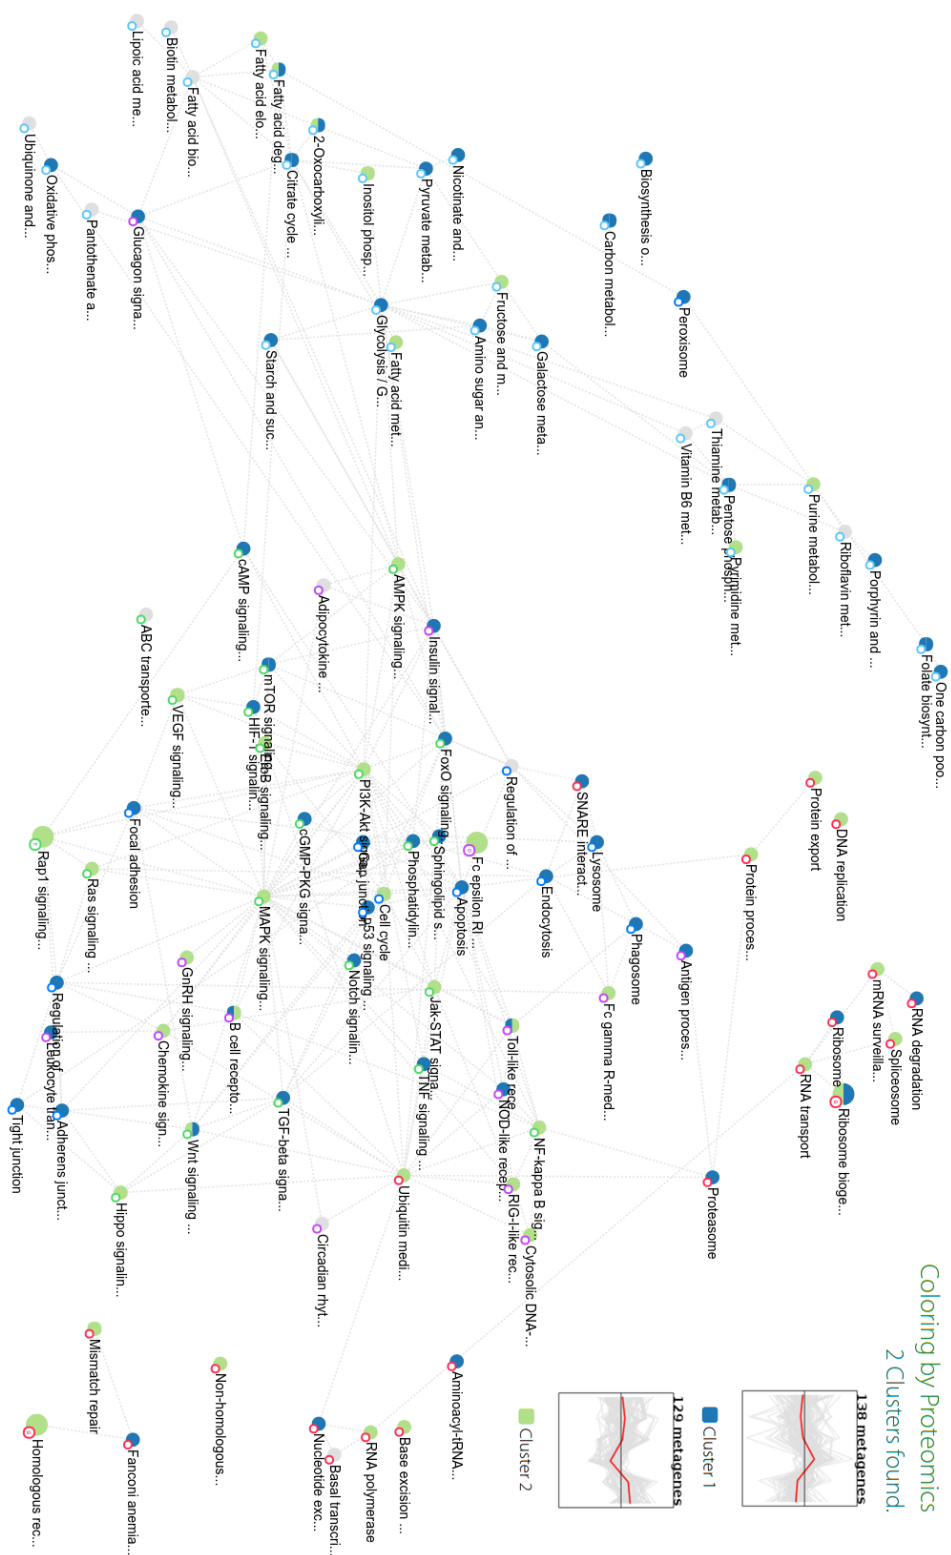 Coloring by Proteomics
2 Clusters found.
138 metagenes
Cluster 1
129 metagenes
Cluster 2
One carbon poo...
Folate biosynt...
RNA degradation
Spliceosome
Porphyrin and ...
mRNA surveilla...
Riboflavin met...
Ribosome bioge...
DNA replication
Ribosome
Purine metabol...
Protein export
RNA transport
Protein proces...
Pyrimidine met...
Pentose phosph...
Thiamine metab...
Proteasome
Vitamin B6 met...
Peroxisome
Antigen proces...
Biosynthesis o...
Phagosome
Carbon metabol...
Fc gamma R-med...
Lysosome
SNARE interact...
Endocytosis
Galactose meta...
NF-kappa B sig...
Cytosolic DNA-...
Regulation of ...
RIG-I-like rec...
Toll-like rece...
Fructose and m...
NOD-like recep...
Amino sugar an...
Fc epsilon RI ...
Nicotinate and...
Apoptosis
Aminoacyl-tRNA...
FoxO signaling...
Sphingolipid s...
Insulin signal...
Jak-STAT signa...
Pyruvate metab...
TNF signaling ...
Phosphatidylin...
Ubiquitin medi...
Base excision ...
AMPK signaling...
Fatty acid met...
Cell cycle
Glycolysis / G...
RNA polymerase
Inositol phosp...
p53 signaling ...
PI3K-Akt signa...
Gap junction
Notch signalin...
Basal transcri...
Adipocytokine ...
Circadian rhyt...
2-Oxocarboxyli...
Nucleotide exc...
cGMP-PKG signa...
Citrate cycle ...
TGF-beta signa...
Fatty acid deg...
Starch and suc...
mTOR signaling...
MAPK signaling...
ErbB signaling...
Fatty acid elo...
HIF-1 signalin...
cAMP signaling...
B cell recepto...
Non-homologous...
Fatty acid bio...
Wnt signaling ...
GnRH signaling...
VEGF signaling...
Biotin metabol...
Chemokine sign...
ABC transporte...
Glucagon signa...
Lipoic acid me...
Focal adhesion
Fanconi anemia...
Hippo signalin...
Mismatch repair
Pantothenate a...
Ras signaling ...
Adherens junct...
Regulation of ...
Leukocyte tran...
Oxidative phos...
Rap1 signaling...
Homologous rec...
Ubiquinone and...
Tight junction